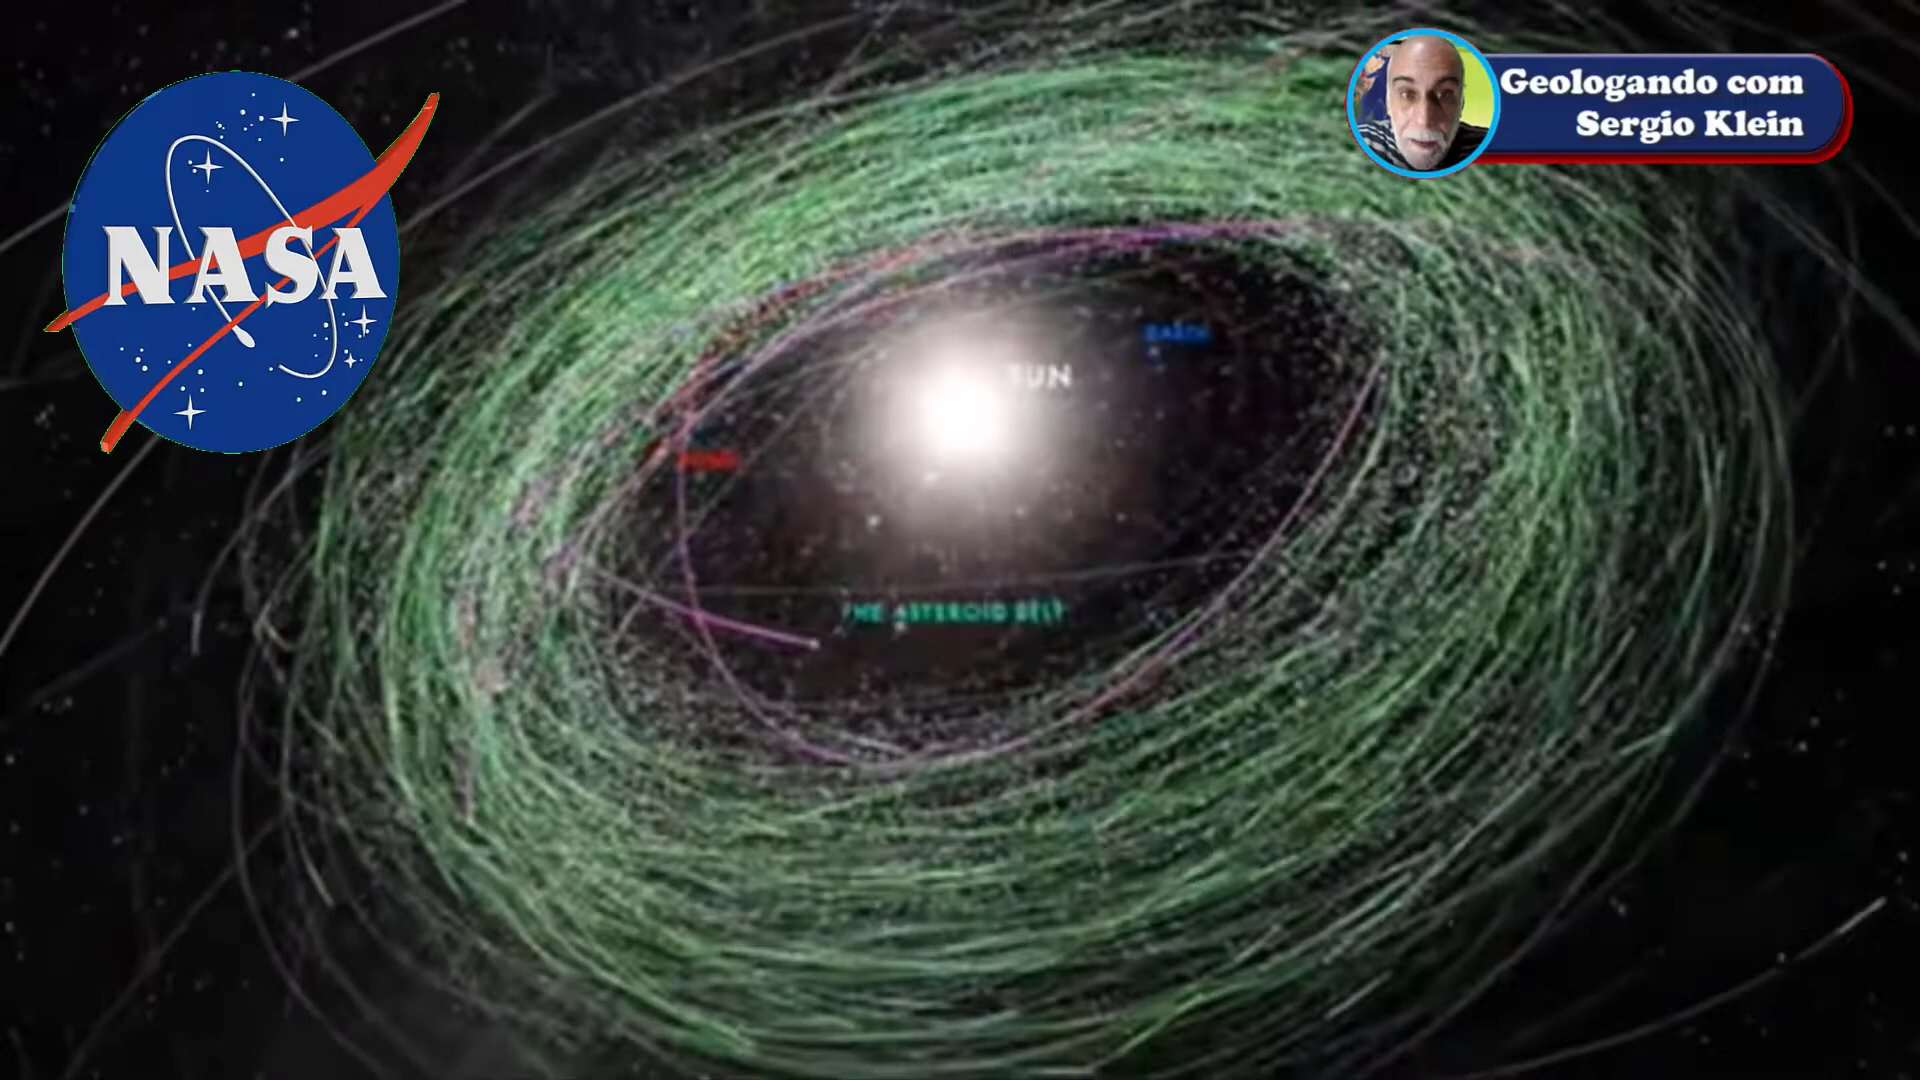 NASA
Geologando com
Sergio Klein
EARTH
SUN
THE ASTEROID BELT